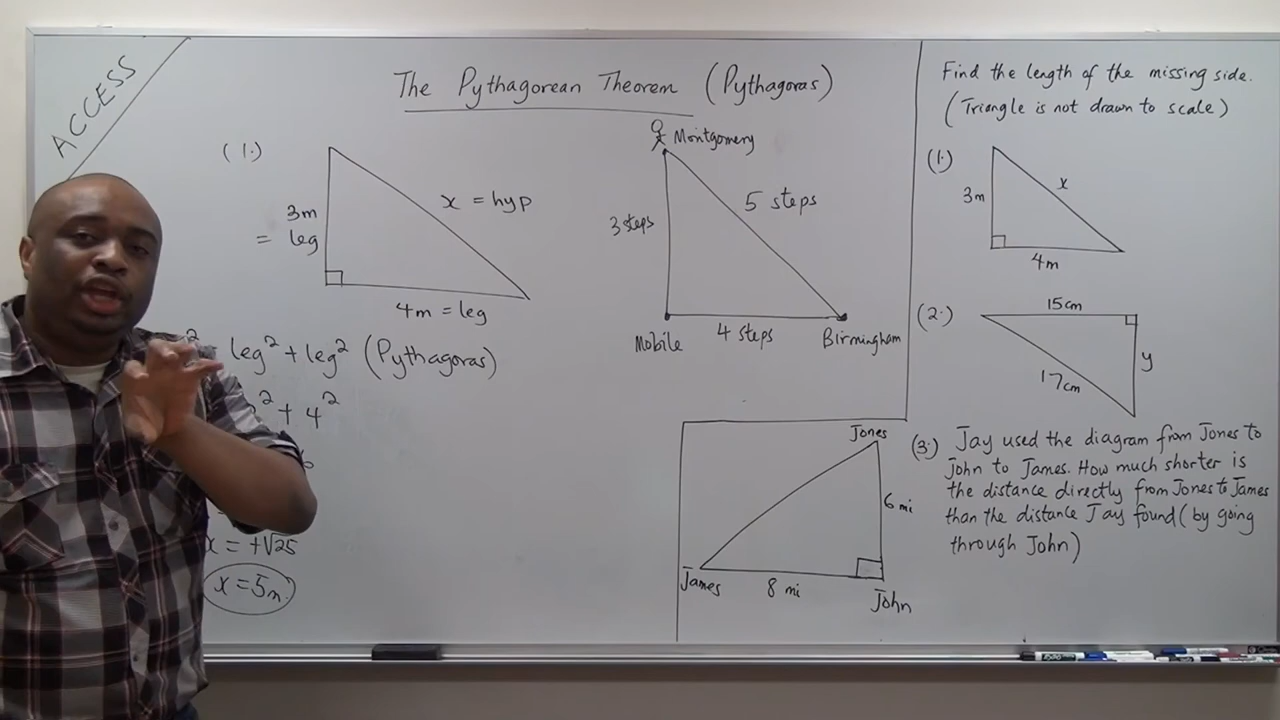 ACCESS
The Pythagorean Theorem (Pythagoras)
(1.)
3m
= leg
x = hyp
4m = leg
leg² + leg² (Pythagoras)
² + 4²
x = +√25
x = 5m
Montgomery
3 steps
5 steps
Mobile
4 steps
Birmingham
Find the length of the missing side.
(Triangle is not drawn to scale)
(1.)
3m
x
4m
(2.)
15cm
17cm
y
Jones
6 mi
James
8 mi
John
(3.) Jay used the diagram from Jones to
John to James. How much shorter is
the distance directly from Jones to James
than the distance Jay found (by going
through John)